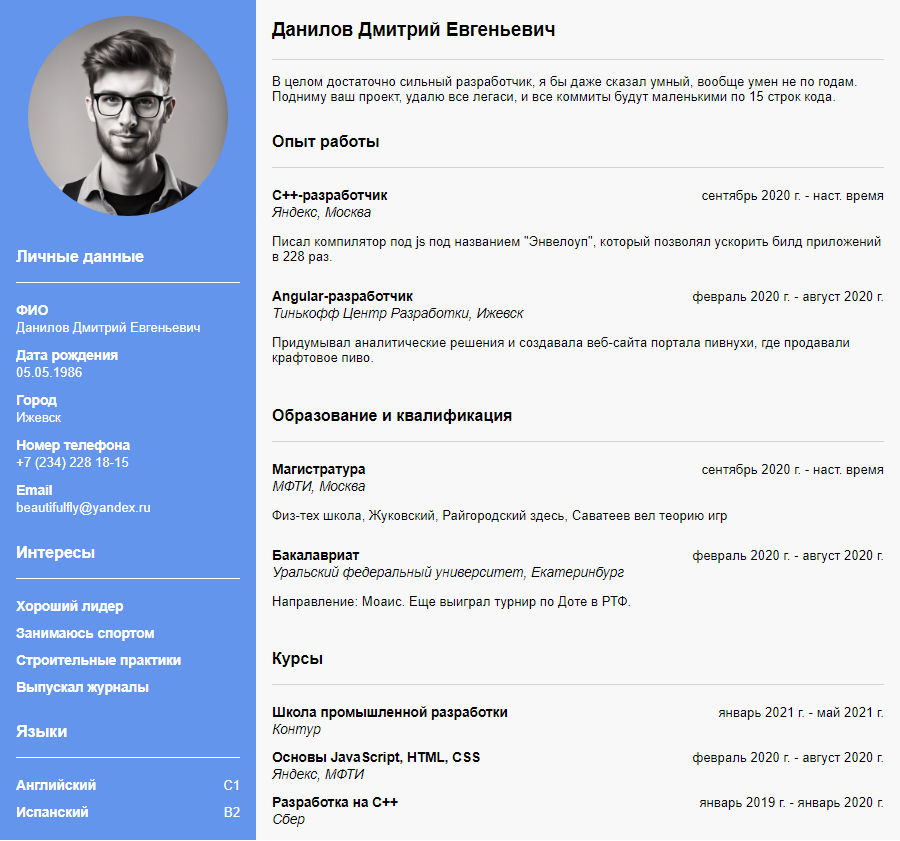 Личные данные
ФИО
Данилов Дмитрий Евгеньевич
Дата рождения
05.05.1986
Город
Ижевск
Номер телефона
+7 (234) 228 18-15
Email
beautifulfly@yandex.ru
Интересы
Хороший лидер
Занимаюсь спортом
Строительные практики
Выпускал журналы
Языки
Английский C1
Испанский B2
Данилов Дмитрий Евгеньевич
В целом достаточно сильный разработчик, я бы даже сказал умный, вообще умен не по годам.
Подниму ваш проект, удалю все легаси, и все коммиты будут маленькими по 15 строк кода.
Опыт работы
C++-разработчик сентябрь 2020 г. - наст. время
Яндекс, Москва
Писал компилятор под js под названием "Энвелоуп", который позволял ускорить билд приложений
в 228 раз.
Angular-разработчик февраль 2020 г. - август 2020 г.
Тинькофф Центр Разработки, Ижевск
Придумывал аналитические решения и создавала веб-сайта портала пивнухи, где продавали
крафтовое пиво.
Образование и квалификация
Магистратура сентябрь 2020 г. - наст. время
МФТИ, Москва
Физ-тех школа, Жуковский, Райгородский здесь, Саватеев вел теорию игр
Бакалавриат февраль 2020 г. - август 2020 г.
Уральский федеральный университет, Екатеринбург
Направление: Моаис. Еще выиграл турнир по Доте в РТФ.
Курсы
Школа промышленной разработки январь 2021 г. - май 2021 г.
Контур
Основы JavaScript, HTML, CSS февраль 2020 г. - август 2020 г.
Яндекс, МФТИ
Разработка на C++ январь 2019 г. - январь 2020 г.
Сбер